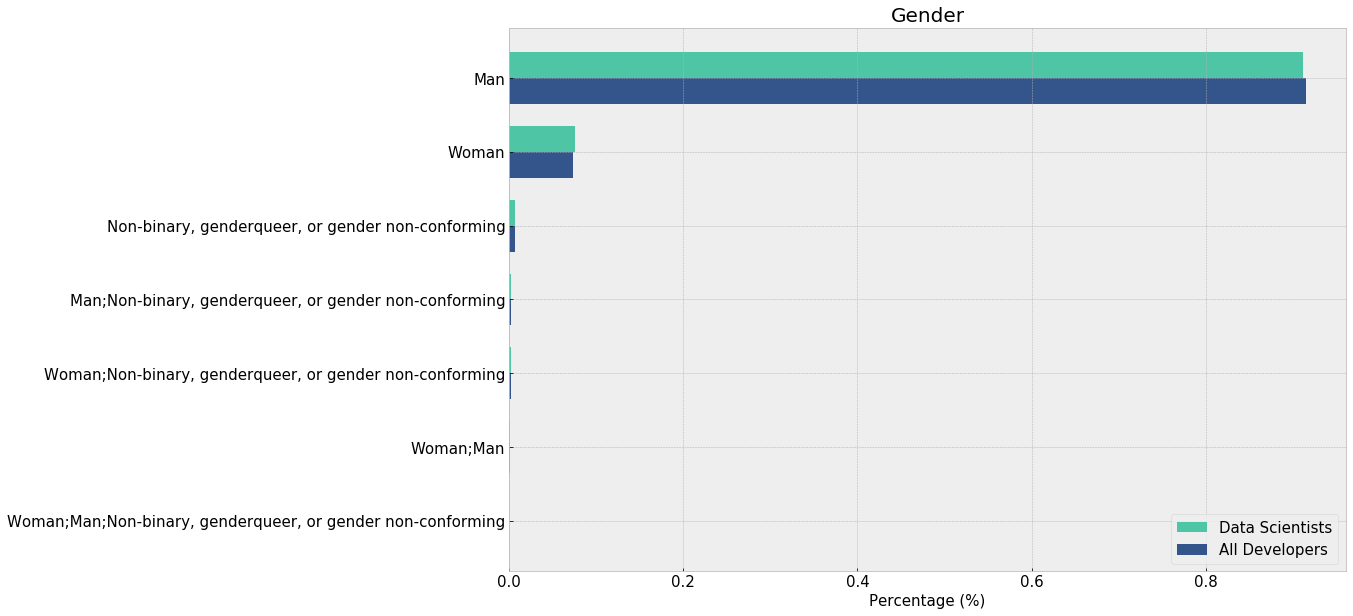 Gender
Man
Woman
Non-binary, genderqueer, or gender non-conforming
Man;Non-binary, genderqueer, or gender non-conforming
Woman;Non-binary, genderqueer, or gender non-conforming
Woman;Man
Woman;Man;Non-binary, genderqueer, or gender non-conforming
Data Scientists
All Developers
0.0 0.2 0.4 0.6 0.8
Percentage (%)